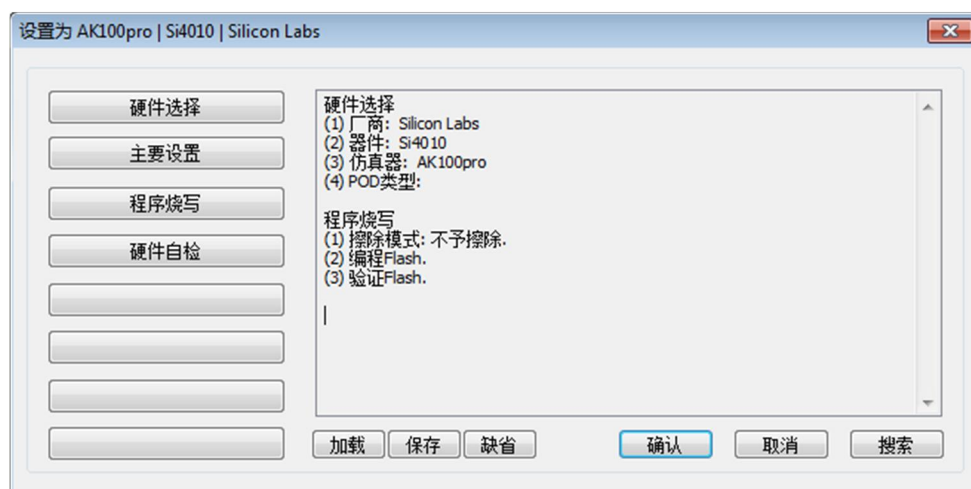 设置为 AK100pro | Si4010 | Silicon Labs
硬件选择
主要设置
程序烧写
硬件自检
硬件选择
(1) 厂商: Silicon Labs
(2) 器件: Si4010
(3) 仿真器: AK100pro
(4) POD类型:
程序烧写
(1) 擦除模式: 不予擦除.
(2) 编程Flash.
(3) 验证Flash.
加载 保存 缺省 确认 取消 搜索